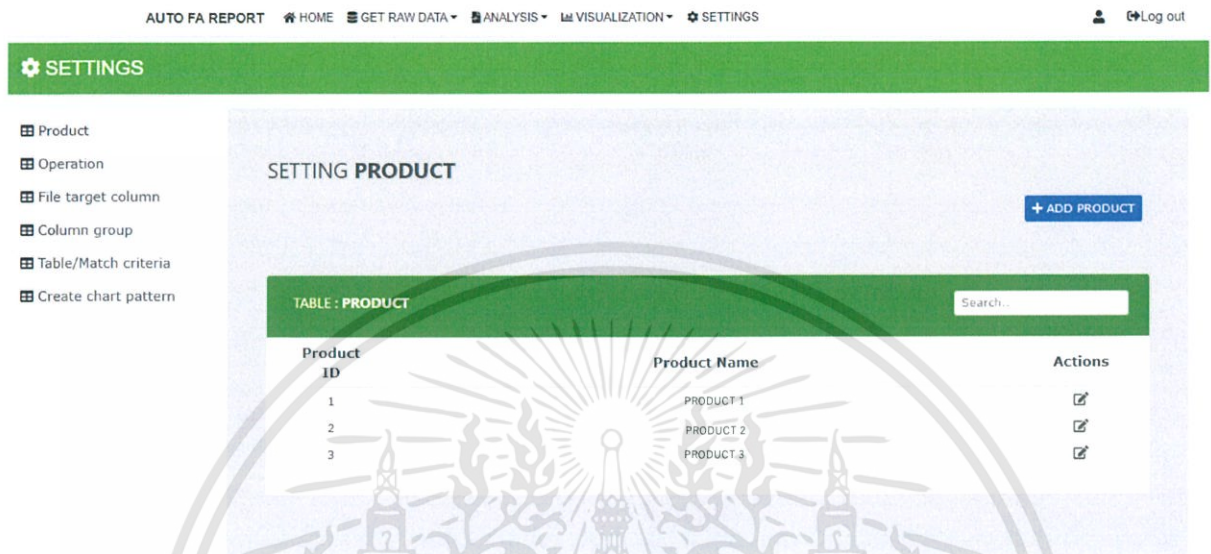 AUTO FA REPORT HOME GET RAW DATA ANALYSIS VISUALIZATION SETTINGS Log out
SETTINGS
Product
Operation
File target column
Column group
Table/Match criteria
Create chart pattern
SETTING PRODUCT
+ ADD PRODUCT
TABLE : PRODUCT Search..
Product ID Product Name Actions
1 PRODUCT 1
2 PRODUCT 2
3 PRODUCT 3